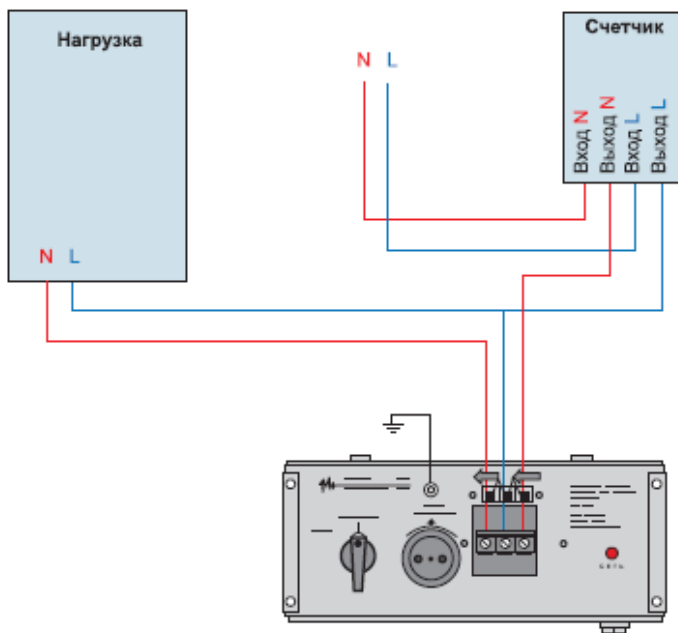 Нагрузка
N L
N L
Счетчик
Вход N
Выход N
Вход L
Выход L
СЕТЬ